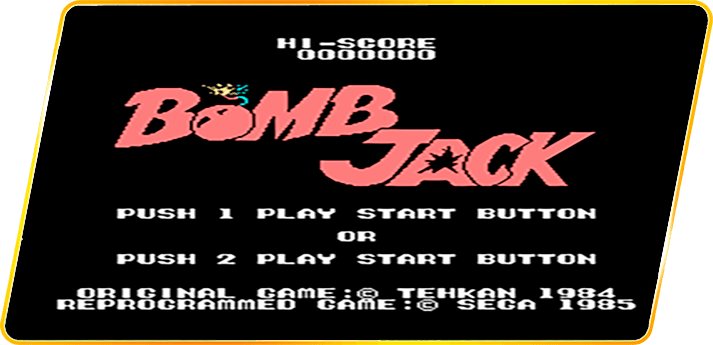 HI-SCORE
0000000
BOMB
JACK
PUSH 1 PLAY START BUTTON
OR
PUSH 2 PLAY START BUTTON
ORIGINAL GAME:© TEHKAN 1984
REPROGRAMMED GAME:© SEGA 1985